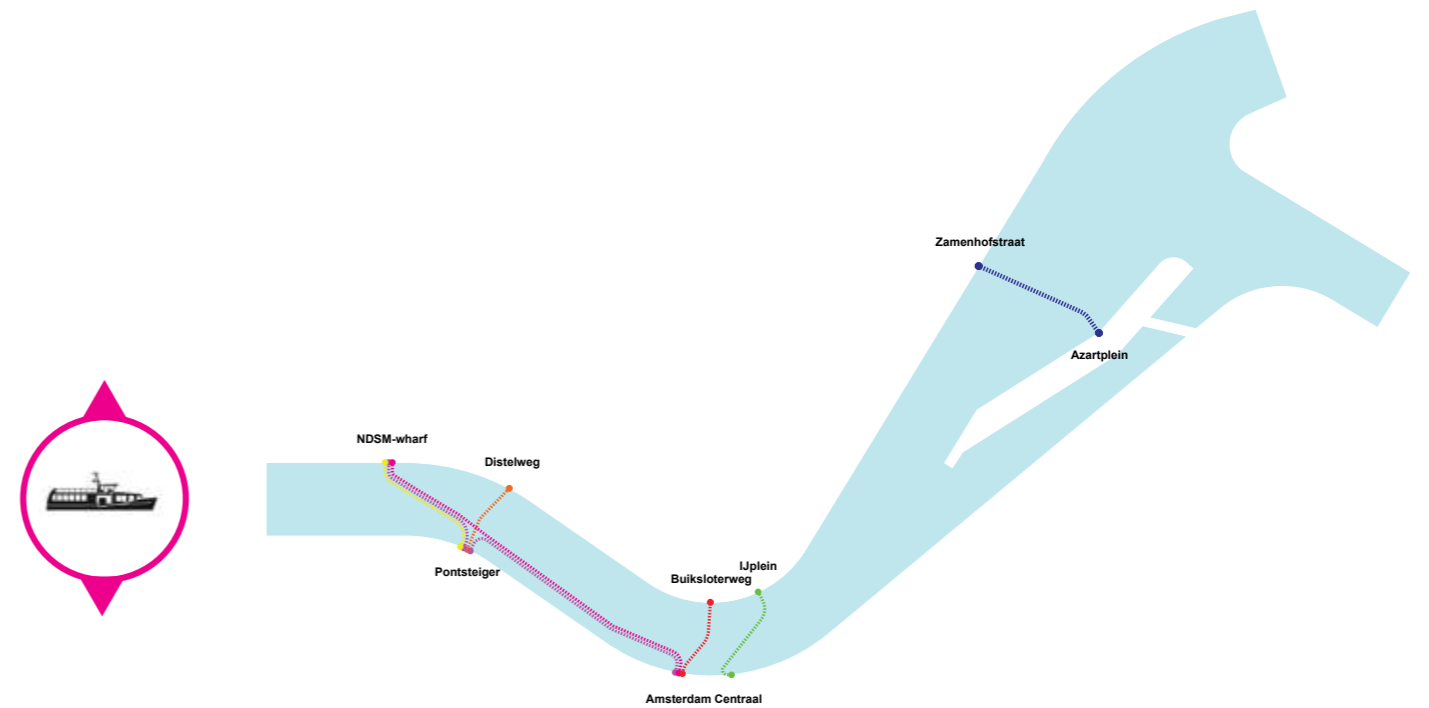 Zamenhofstraat
Azartplein
NDSM-wharf
Distelweg
Pontsteiger
IJplein
Buiksloterweg
Amsterdam Centraal